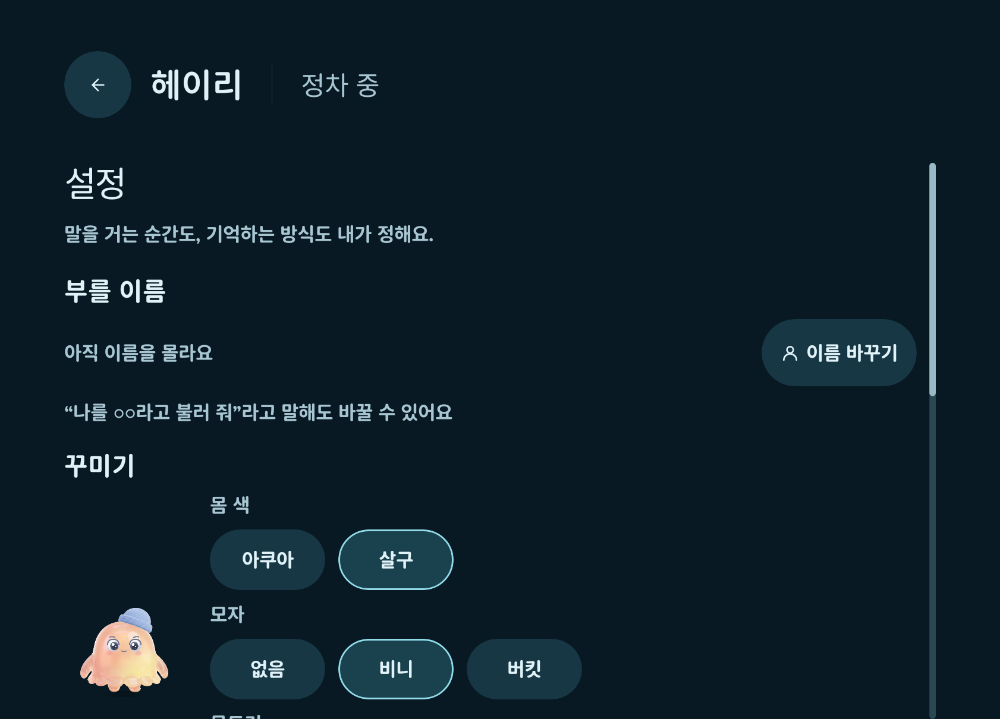 헤이리
정차 중
설정
말을 거는 순간도, 기억하는 방식도 내가 정해요.
부를 이름
아직 이름을 몰라요
이름 바꾸기
“나를 ○○라고 불러 줘”라고 말해도 바꿀 수 있어요
꾸미기
몸 색
아쿠아
살구
모자
없음
비니
버킷